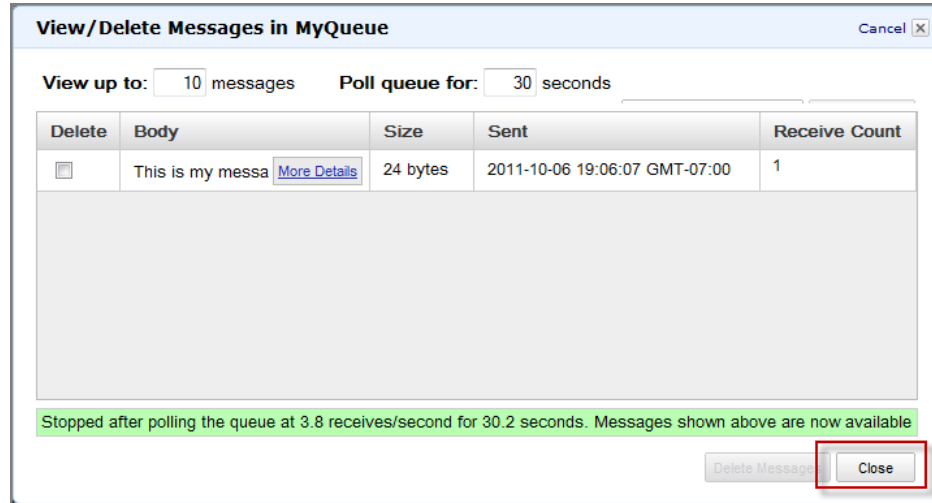 View/Delete Messages in MyQueue Cancel
View up to: 10 messages Poll queue for: 30 seconds
Delete Body Size Sent Receive Count
This is my messa More Details 24 bytes 2011-10-06 19:06:07 GMT-07:00 1
Stopped after polling the queue at 3.8 receives/second for 30.2 seconds. Messages shown above are now available
Delete Messages Close